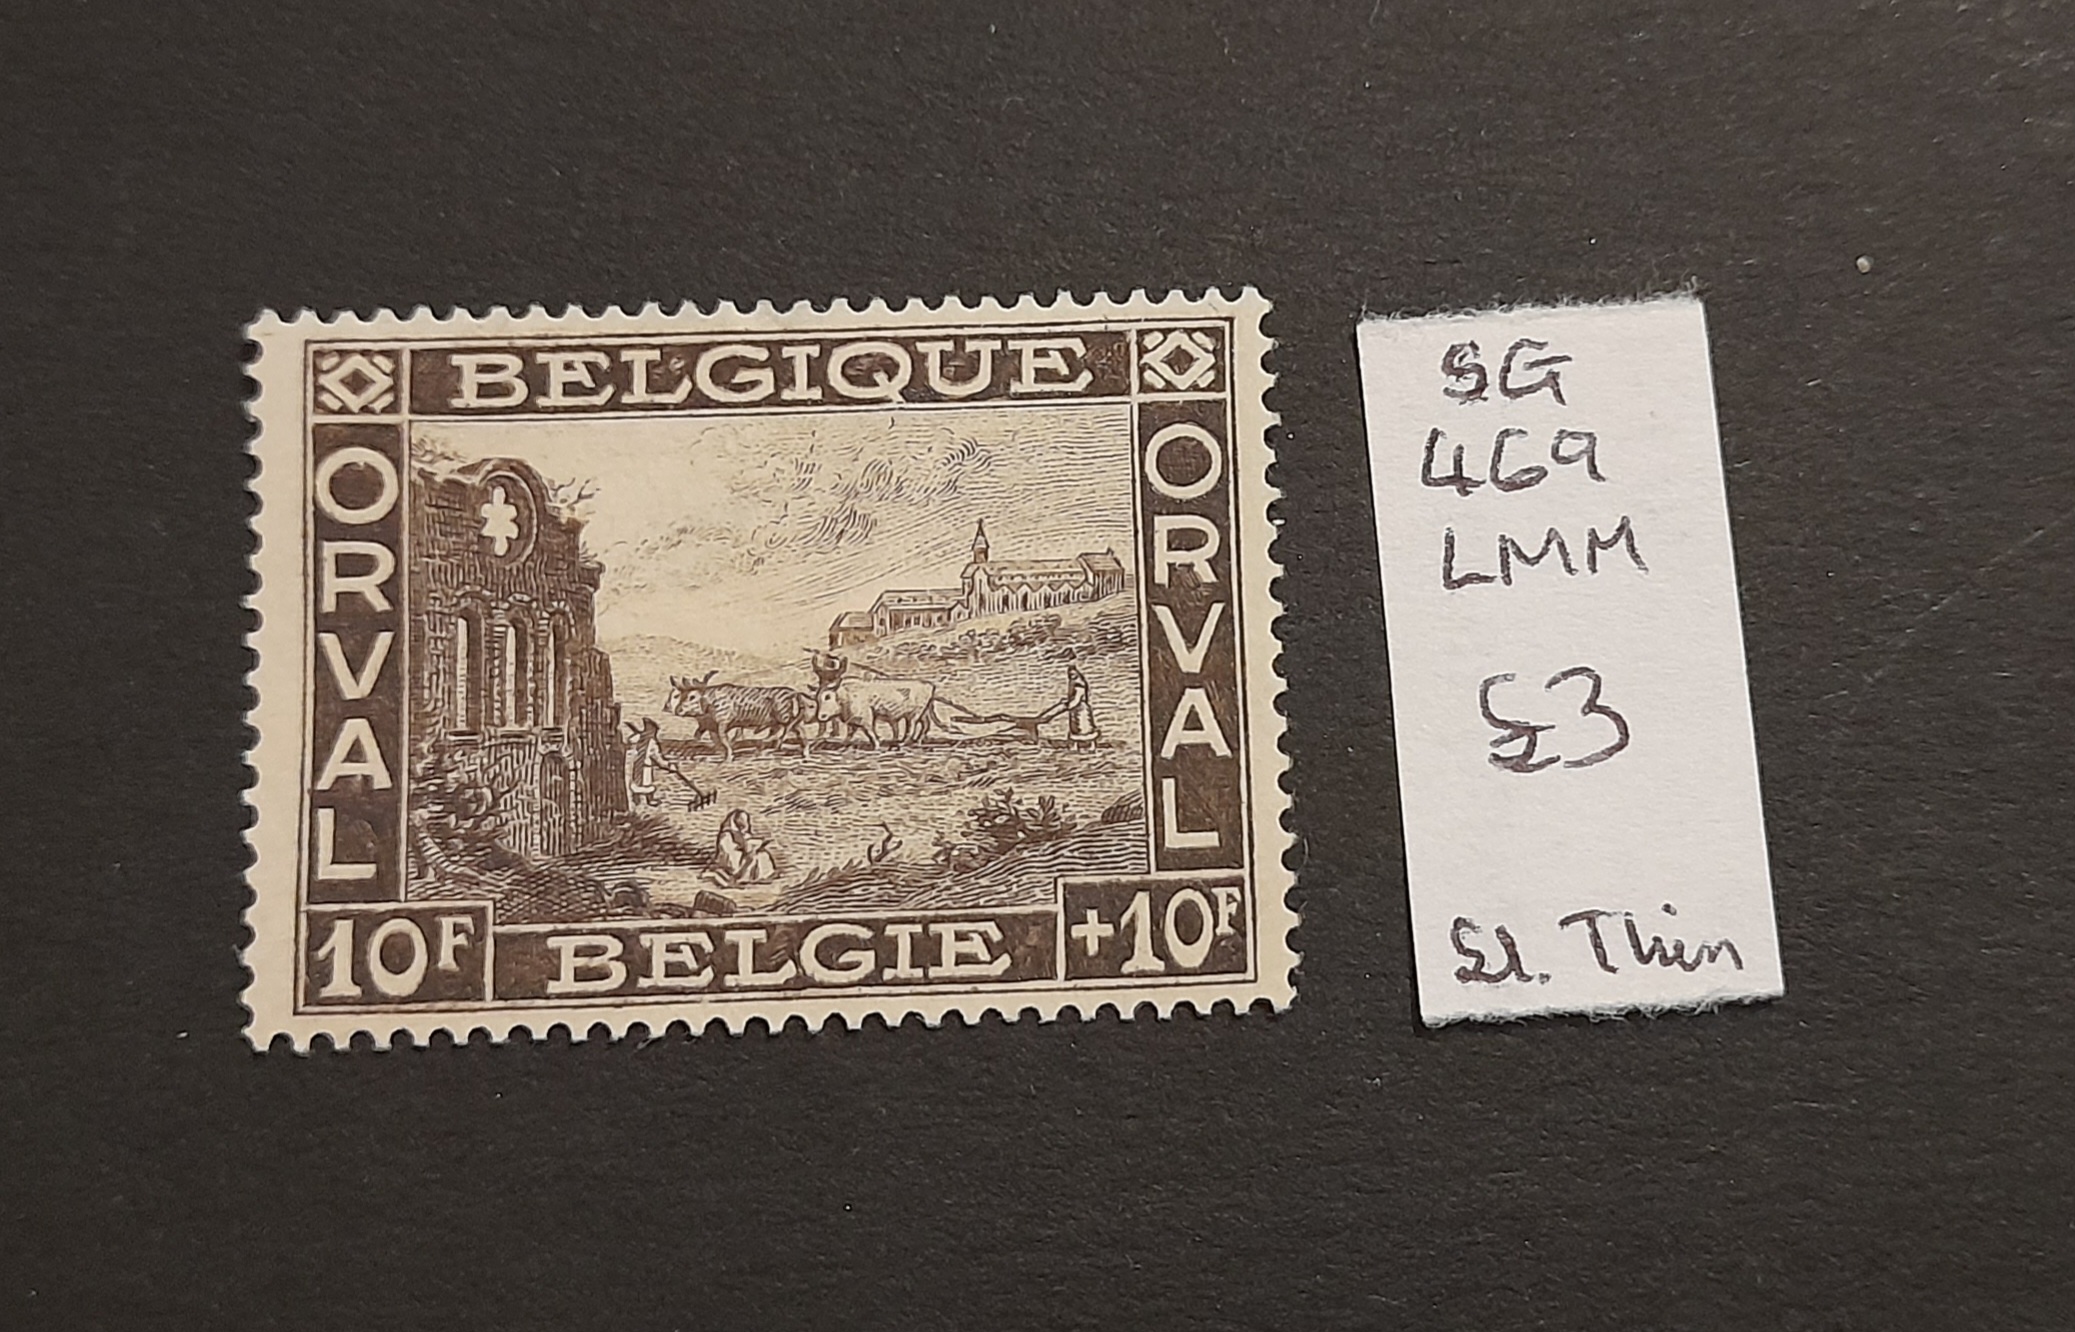 BELGIQUE
ORVAL
ORVAL
10F
BELGIE
+10F
SG
469
LMM
£3
Sl. Thin